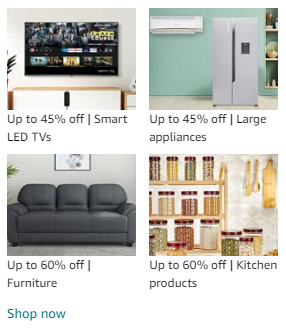 Up to 45% off | Smart
LED TVs
Up to 45% off | Large
appliances
Up to 60% off |
Furniture
Up to 60% off | Kitchen
products
Shop now